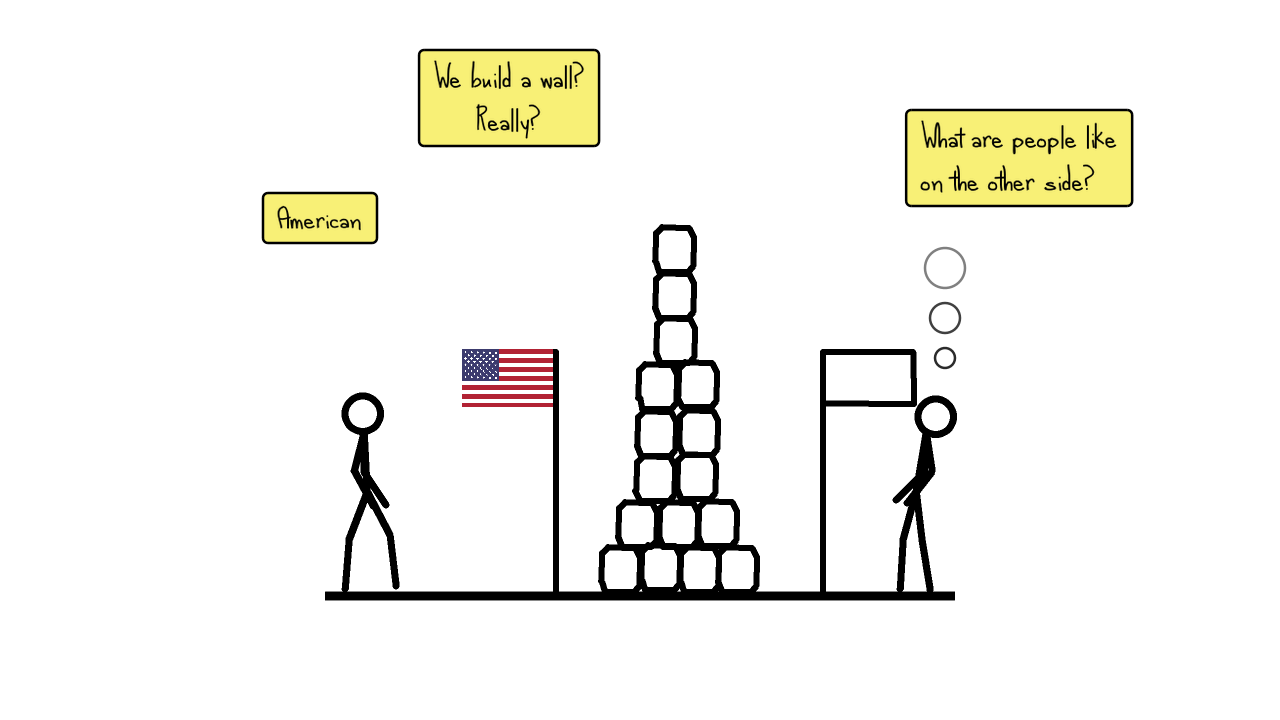 We build a wall?
Really?
What are people like
on the other side?
American